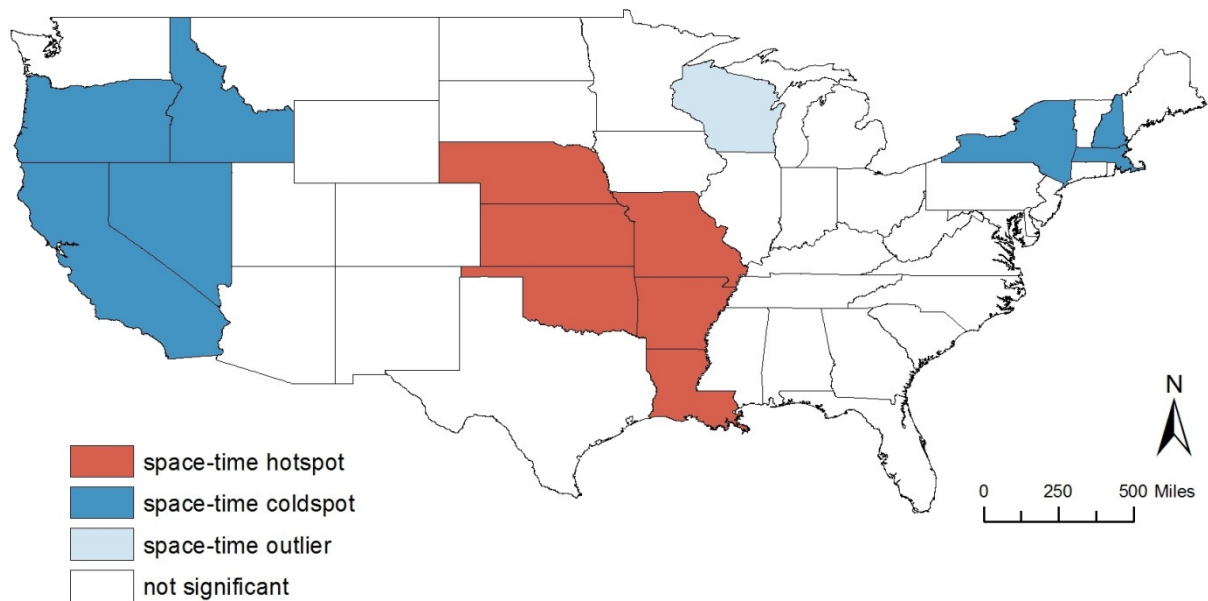 N
space-time hotspot
space-time coldspot
space-time outlier
not significant
0 250 500 Miles